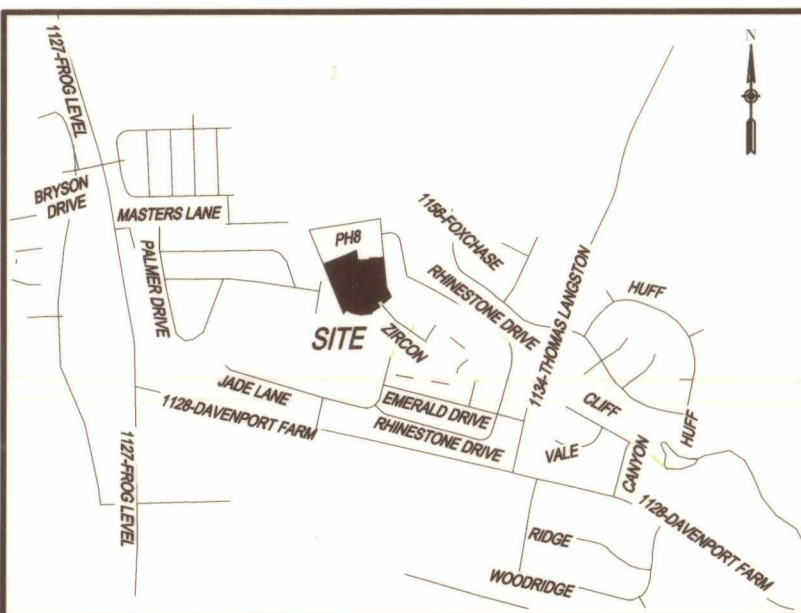 N
1127-FROG LEVEL
BRYSON
DRIVE
MASTERS LANE
PALMER DRIVE
PH8
1156-FOXCHASE
RHINESTONE DRIVE
1134-THOMAS LANGSTON
HUFF
SITE
ZIRCON
JADE LANE
1128-DAVENPORT FARM
EMERALD DRIVE
RHINESTONE DRIVE
CLIFF
HUFF
VALE
CANYON
1127-FROG LEVEL
1128-DAVENPORT FARM
RIDGE
WOODRIDGE